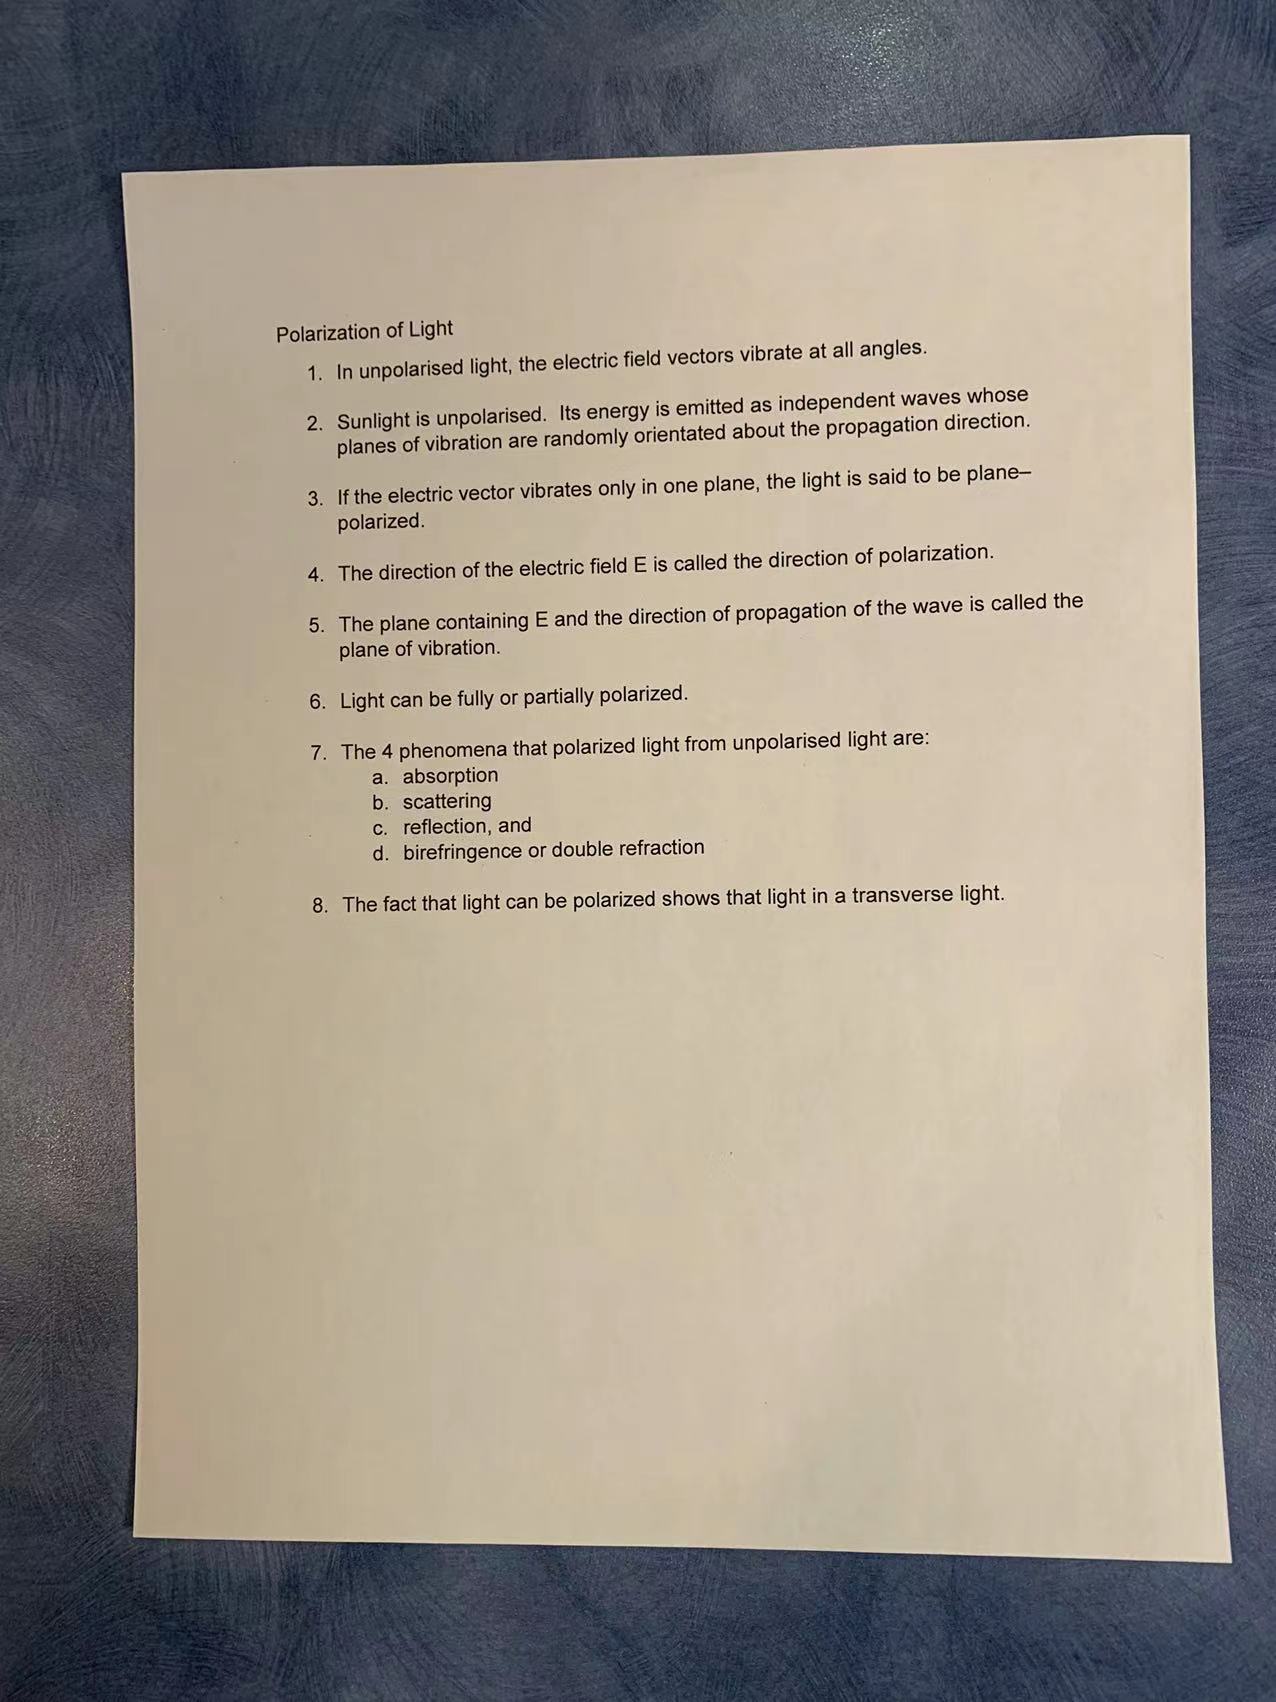 Polarization of Light
1. In unpolarised light, the electric field vectors vibrate at all angles.
2. Sunlight is unpolarised. Its energy is emitted as independent waves whose
planes of vibration are randomly orientated about the propagation direction.
3. If the electric vector vibrates only in one plane, the light is said to be plane–
polarized.
4. The direction of the electric field E is called the direction of polarization.
5. The plane containing E and the direction of propagation of the wave is called the
plane of vibration.
6. Light can be fully or partially polarized.
7. The 4 phenomena that polarized light from unpolarised light are:
a. absorption
b. scattering
c. reflection, and
d. birefringence or double refraction
8. The fact that light can be polarized shows that light in a transverse light.